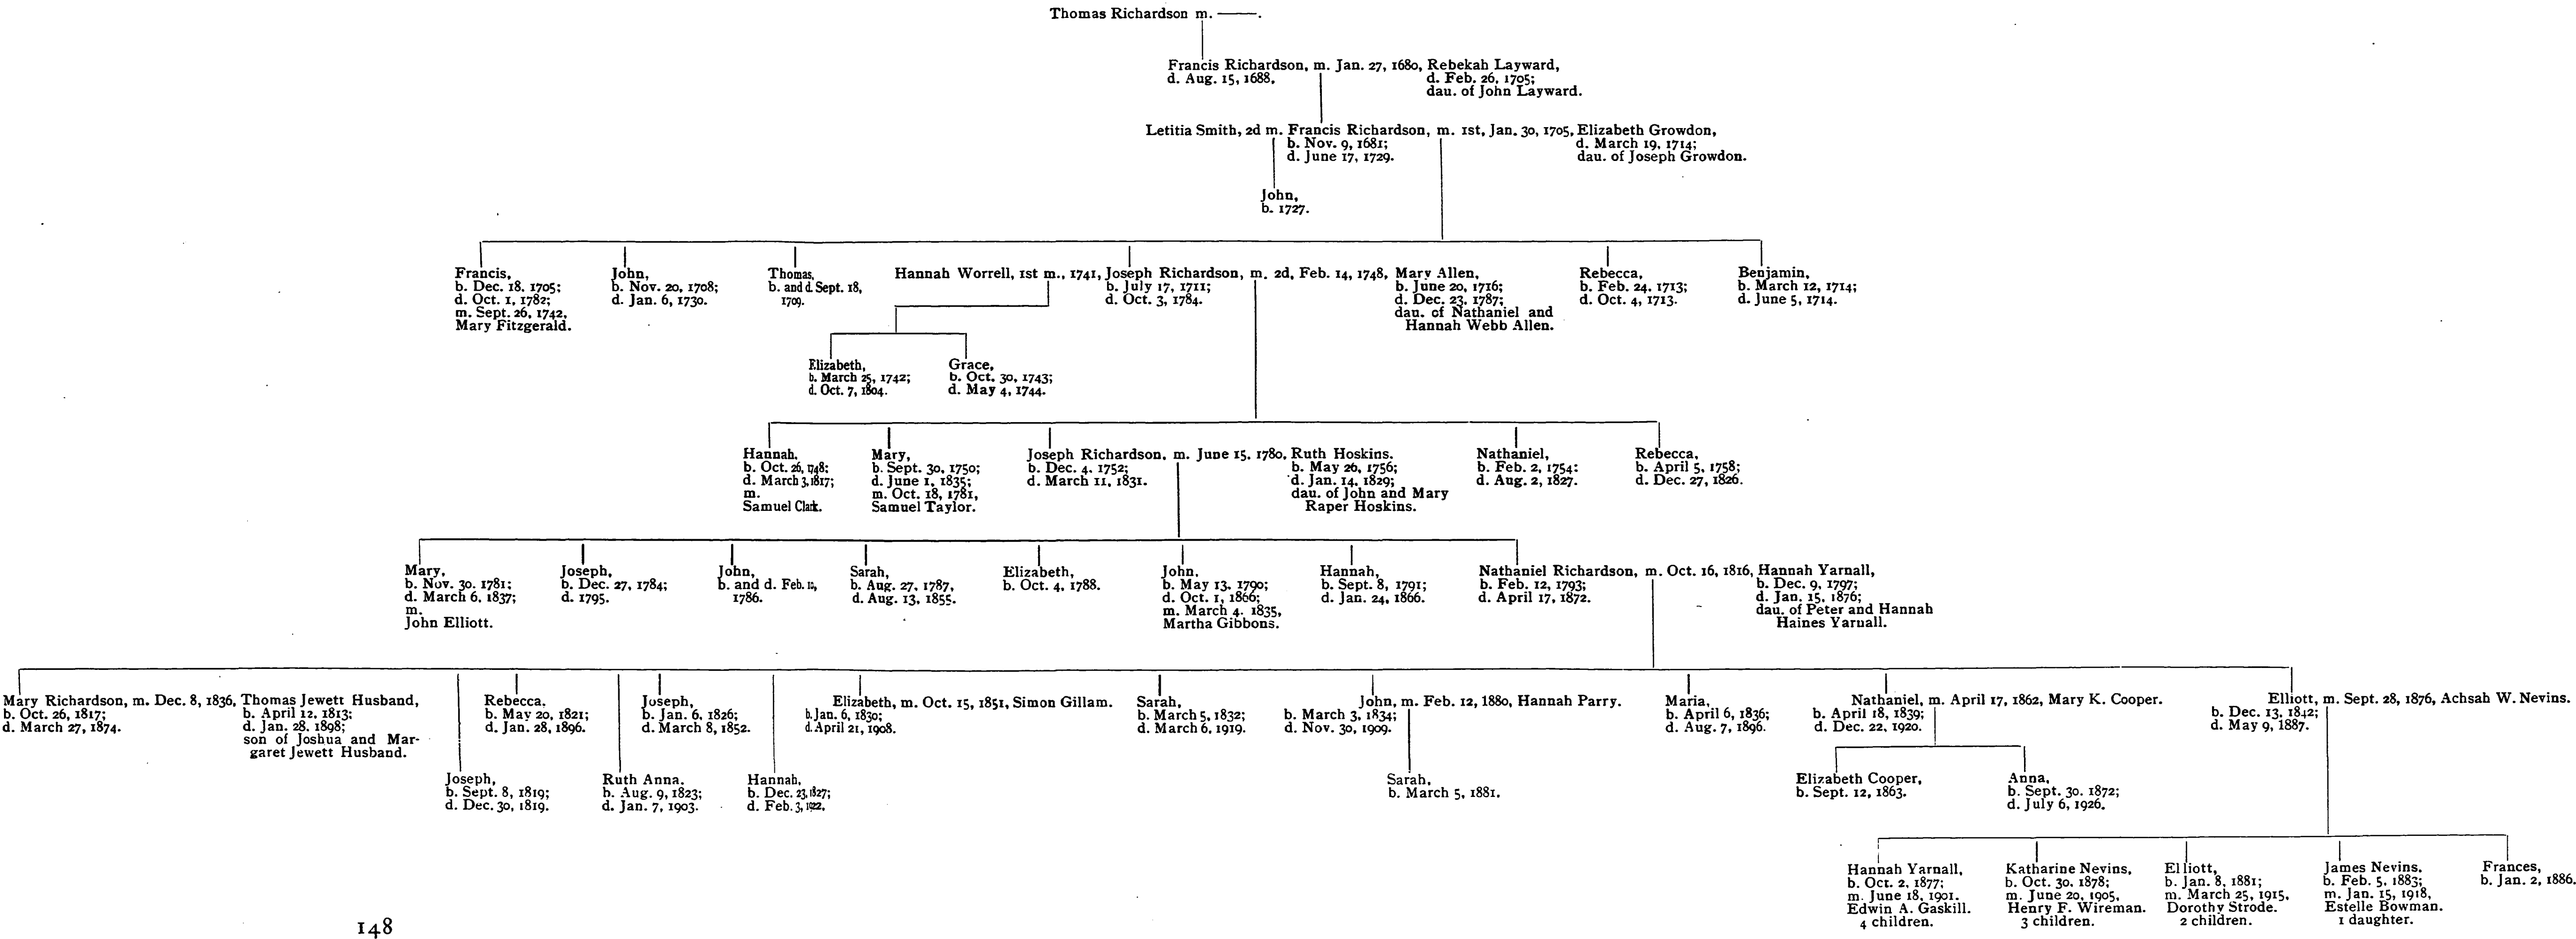 Thomas Richardson m. ——.
Francis Richardson, m. Jan. 27, 1680, Rebekah Layward,
d. Aug. 15, 1688.
d. Feb. 26, 1705;
dau. of John Layward.
Letitia Smith, 2d m. Francis Richardson, m. 1st, Jan. 30, 1705, Elizabeth Growdon,
b. Nov. 9, 1681;
d. June 17, 1729.
d. March 19, 1714;
dau. of Joseph Growdon.
John,
b. 1727.
Francis,
b. Dec. 18, 1705;
d. Oct. 1, 1782;
m. Sept. 26, 1742,
Mary Fitzgerald.
John,
b. Nov. 20, 1708;
d. Jan. 6, 1730.
Thomas,
b. and d. Sept. 18,
1709.
Hannah Worrell, 1st m., 1741, Joseph Richardson, m. 2d, Feb. 14, 1748, Mary Allen,
b. July 17, 1711;
d. Oct. 3, 1784.
b. June 20, 1716;
d. Dec. 23, 1787;
dau. of Nathaniel and
Hannah Webb Allen.
Rebecca,
b. Feb. 24, 1713;
d. Oct. 4, 1713.
Benjamin,
b. March 12, 1714;
d. June 5, 1714.
Elizabeth,
b. March 25, 1742;
d. Oct. 7, 1804.
Grace,
b. Oct. 30, 1743;
d. May 4, 1744.
Hannah,
b. Oct. 26, 1748;
d. March 3, 1817;
m.
Samuel Clark.
Mary,
b. Sept. 30, 1750;
d. June 1, 1835;
m. Oct. 18, 1781,
Samuel Taylor.
Joseph Richardson, m. June 15, 1780, Ruth Hoskins.
b. Dec. 4, 1752;
d. March 11, 1831.
b. May 26, 1756;
d. Jan. 14, 1829;
dau. of John and Mary
Raper Hoskins.
Nathaniel,
b. Feb. 2, 1754:
d. Aug. 2, 1827.
Rebecca,
b. April 5, 1758;
d. Dec. 27, 1826.
Mary,
b. Nov. 30. 1781;
d. March 6, 1837;
m.
John Elliott.
Joseph,
b. Dec. 27, 1784;
d. 1795.
John,
b. and d. Feb.
1786.
Sarah,
b. Aug. 27, 1787,
d. Aug. 13, 1855.
Elizabeth,
b. Oct. 4, 1788.
John.
b. May 13, 1790;
d. Oct. 1, 1866;
m. March 4. 1835,
Martha Gibbons.
Hannah,
b. Sept. 8, 1791;
d. Jan. 24, 1866.
Nathaniel Richardson, m. Oct. 16, 1816, Hannah Yarnall,
b. Feb. 12, 1793;
d. April 17, 1872.
b. Dec. 9, 1797;
d. Jan. 15, 1876;
dau. of Peter and Hannah
Haines Yarnall.
Mary Richardson, m. Dec. 8, 1836, Thomas Jewett Husband,
b. Oct. 26, 1817;
d. March 27, 1874.
b. April 12, 1813;
d. Jan. 28, 1898;
son of Joshua and Mar-
garet Jewett Husband.
Rebecca.
b. May 20, 1821;
d. Jan. 28, 1896.
Joseph,
b. Jan. 6, 1826;
d. March 8, 1852.
Elizabeth, m. Oct. 15, 1851, Simon Gillam.
b. Jan. 6, 1830;
d. April 21, 1908.
Sarah,
b. March 5, 1832;
d. March 6, 1919.
John, m. Feb. 12, 1880, Hannah Parry.
b. March 3, 1834;
d. Nov. 30, 1909.
Maria,
b. April 6, 1836;
d. Aug. 7, 1896.
Nathaniel, m. April 17, 1862, Mary K. Cooper.
b. April 18, 1839;
d. Dec. 22, 1920.
Elliott, m. Sept. 28, 1876, Achsah W. Nevins.
b. Dec. 13, 1842;
d. May 9, 1887.
Joseph,
b. Sept. 8, 1819;
d. Dec. 30, 1819.
Ruth Anna.
b. Aug. 9, 1823;
d. Jan. 7, 1903.
Hannah,
b. Dec. 23, 1827;
d. Feb. 3, 1922.
Sarah,
b. March 5, 1881.
Elizabeth Cooper,
b. Sept. 12, 1863.
Anna,
b. Sept. 30. 1872;
d. July 6, 1926.
Hannah Yarnall,
b. Oct. 2, 1877;
m. June 18, 1901.
Edwin A. Gaskill.
4 children.
Katharine Nevins,
b. Oct. 30. 1878;
m. June 20, 1905,
Henry F. Wireman.
3 children.
Elliott,
b. Jan. 8, 1881;
m. March 25, 1915,
Dorothy Strode.
2 children.
James Nevins.
b. Feb. 5, 1883;
m. Jan. 15, 1918,
Estelle Bowman.
1 daughter.
Frances,
b. Jan. 2, 1886.
148